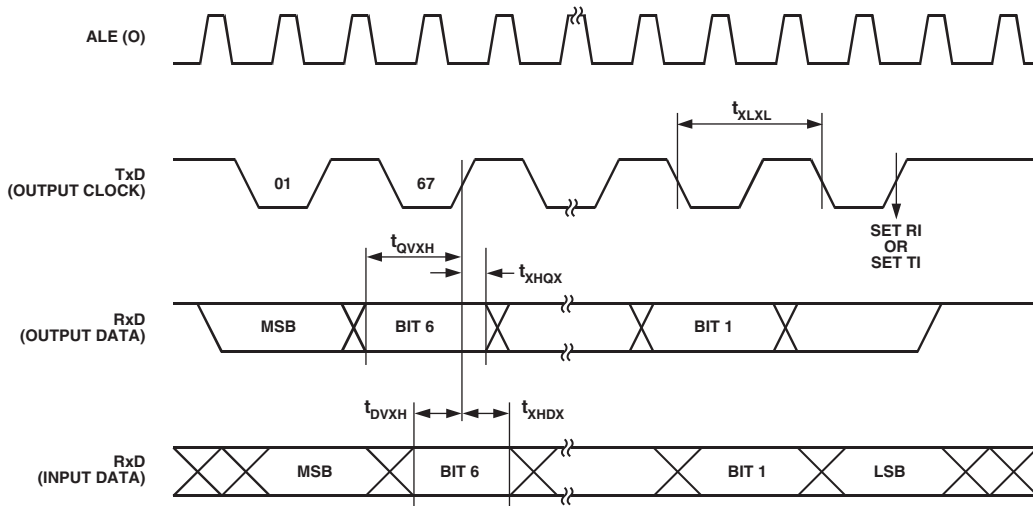 ALE (O)
tXLXL
TxD
(OUTPUT CLOCK)
01
67
SET RI
OR
SET TI
tQVXH
tXHQX
RxD
(OUTPUT DATA)
MSB
BIT 6
BIT 1
tDVXH
tXHDX
RxD
(INPUT DATA)
MSB
BIT 6
BIT 1
LSB